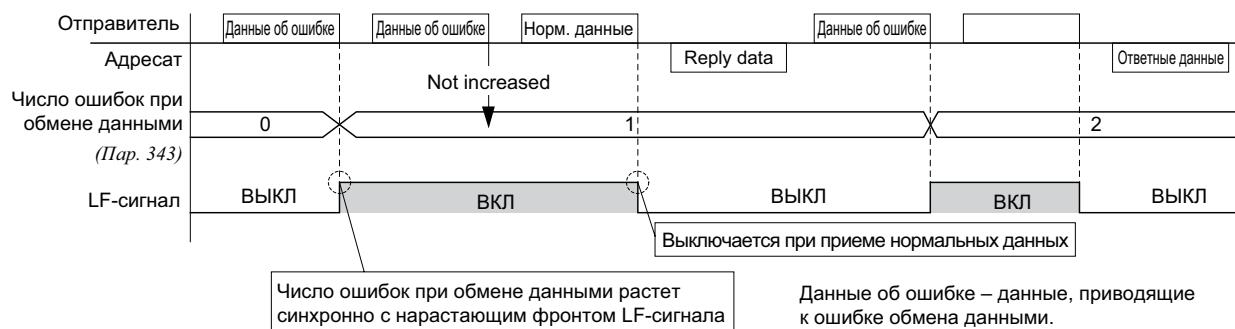 Отправитель
Данные об ошибке
Данные об ошибке
Норм. данные
Данные об ошибке
Адресат
Reply data
Ответные данные
Not increased
Число ошибок при
обмене данными
(Пар. 343)
0
1
2
LF-сигнал
ВЫКЛ
ВКЛ
ВЫКЛ
ВКЛ
ВЫКЛ
Выключается при приеме нормальных данных
Число ошибок при обмене данными растет
синхронно с нарастающим фронтом LF-сигнала
Данные об ошибке – данные, приводящие
к ошибке обмена данными.